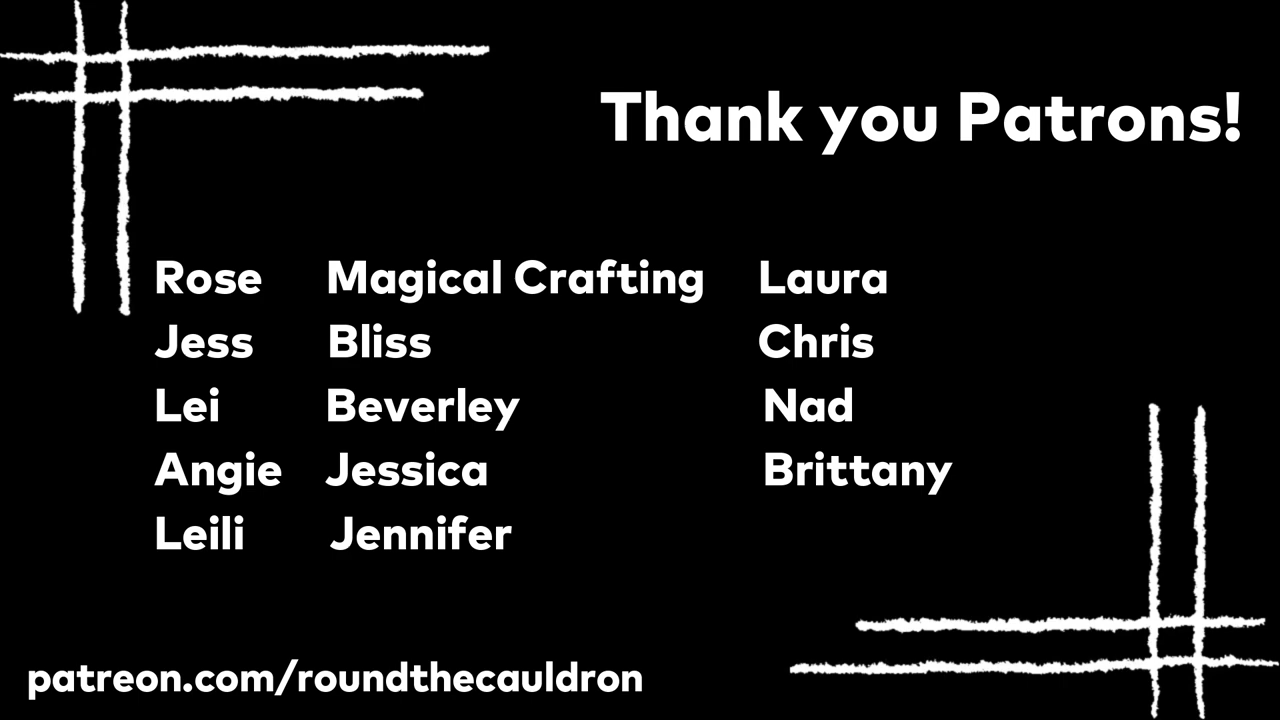 Thank you Patrons!
Rose Magical Crafting Laura
Jess Bliss Chris
Lei Beverley Nad
Angie Jessica Brittany
Leili Jennifer
patreon.com/roundthecauldron